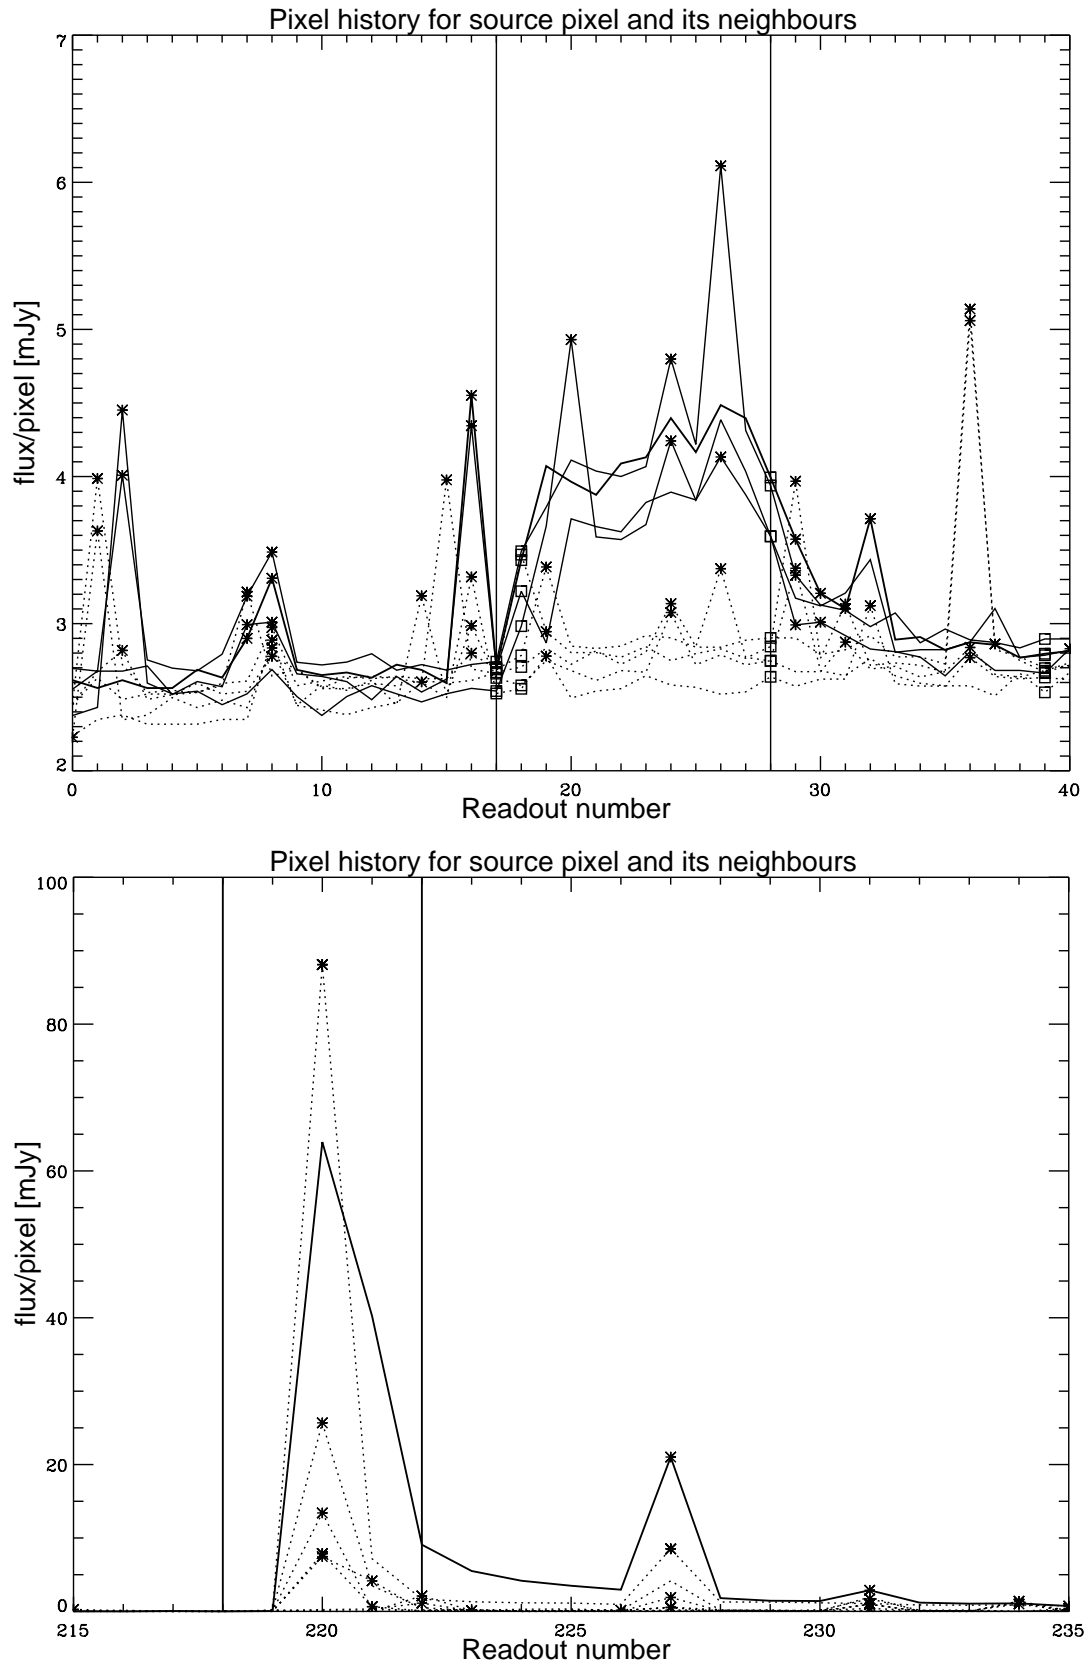 Pixel history for source pixel and its neighbours
7
6
5
4
3
2
flux/pixel [mJy]
0 10 20 30 40
Readout number
Pixel history for source pixel and its neighbours
100
80
60
40
20
0
flux/pixel [mJy]
215 220 225 230 235
Readout number